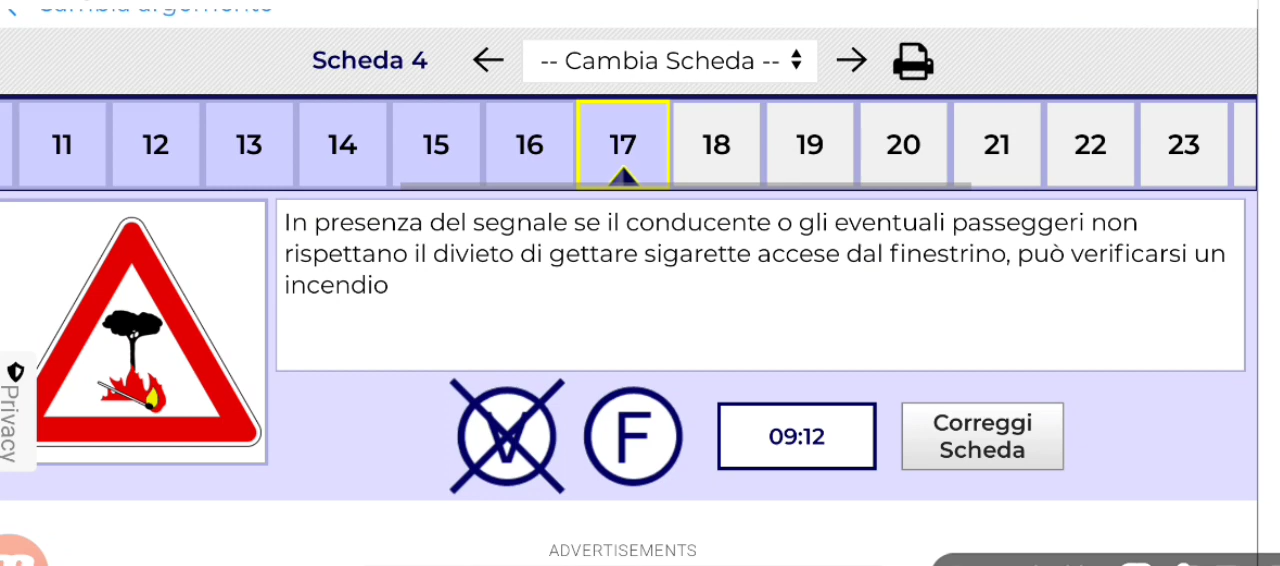 Cambia argomento
Scheda 4
-- Cambia Scheda --
11 12 13 14 15 16 17 18 19 20 21 22 23
In presenza del segnale se il conducente o gli eventuali passeggeri non
rispettano il divieto di gettare sigarette accese dal finestrino, può verificarsi un
incendio
Privacy
V F 09:12 Correggi
Scheda
ADVERTISEMENTS